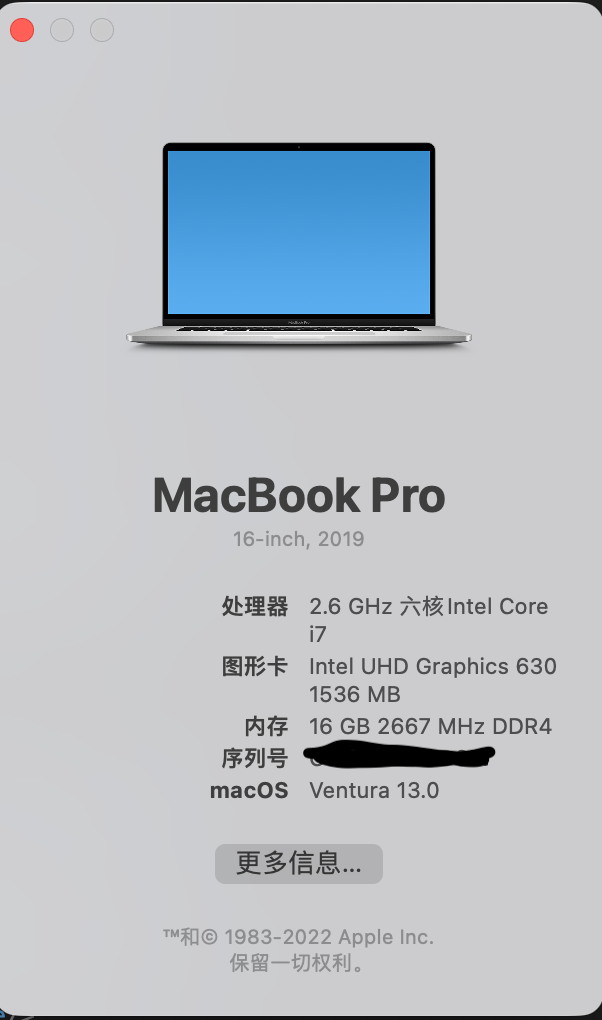 MacBook Pro
16-inch, 2019
处理器 2.6 GHz 六核Intel Core
i7
图形卡 Intel UHD Graphics 630
1536 MB
内存 16 GB 2667 MHz DDR4
序列号
macOS Ventura 13.0
更多信息...
™和© 1983-2022 Apple Inc.
保留一切权利。